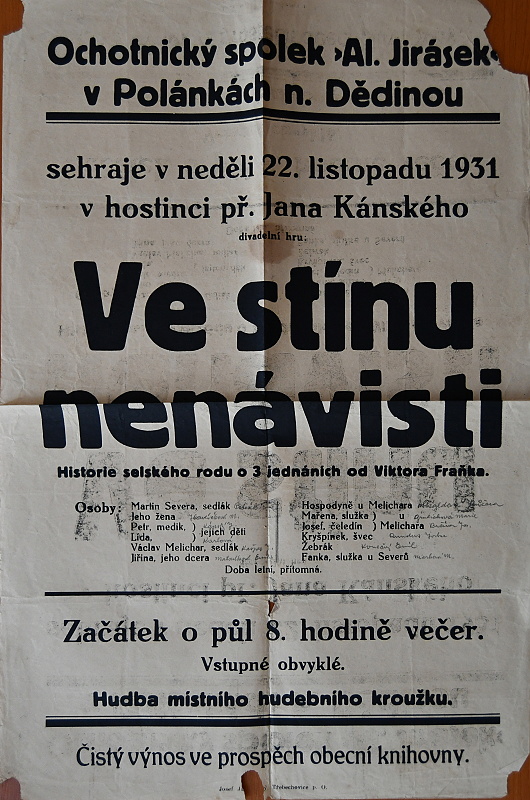 Ochotnický spolek ›Al. Jirásek‹
v Polánkách n. Dědinou
sehraje v neděli 22. listopadu 1931
v hostinci př. Jana Kánského
divadelní hru:
Ve stínu
nenávisti
Historie selského rodu o 3 jednáních od Viktora Fraňka.
Osoby:
Martin Severa, sedlák
Jeho žena
Petr, medik, )
Lída, ) jejich děti
Václav Melichar, sedlák
Jiřina, jeho dcera
Hospodyně u Melichara
Mařena, služka ) u
Josef, čeledín ) Melichara
Kryšpínek, švec
Žebrák
Fanka, služka u Severů
Doba letní, přítomná.
Začátek o půl 8. hodině večer.
Vstupné obvyklé.
Hudba místního hudebního kroužku.
Čistý výnos ve prospěch obecní knihovny.
Josef Třebechovice p. O.